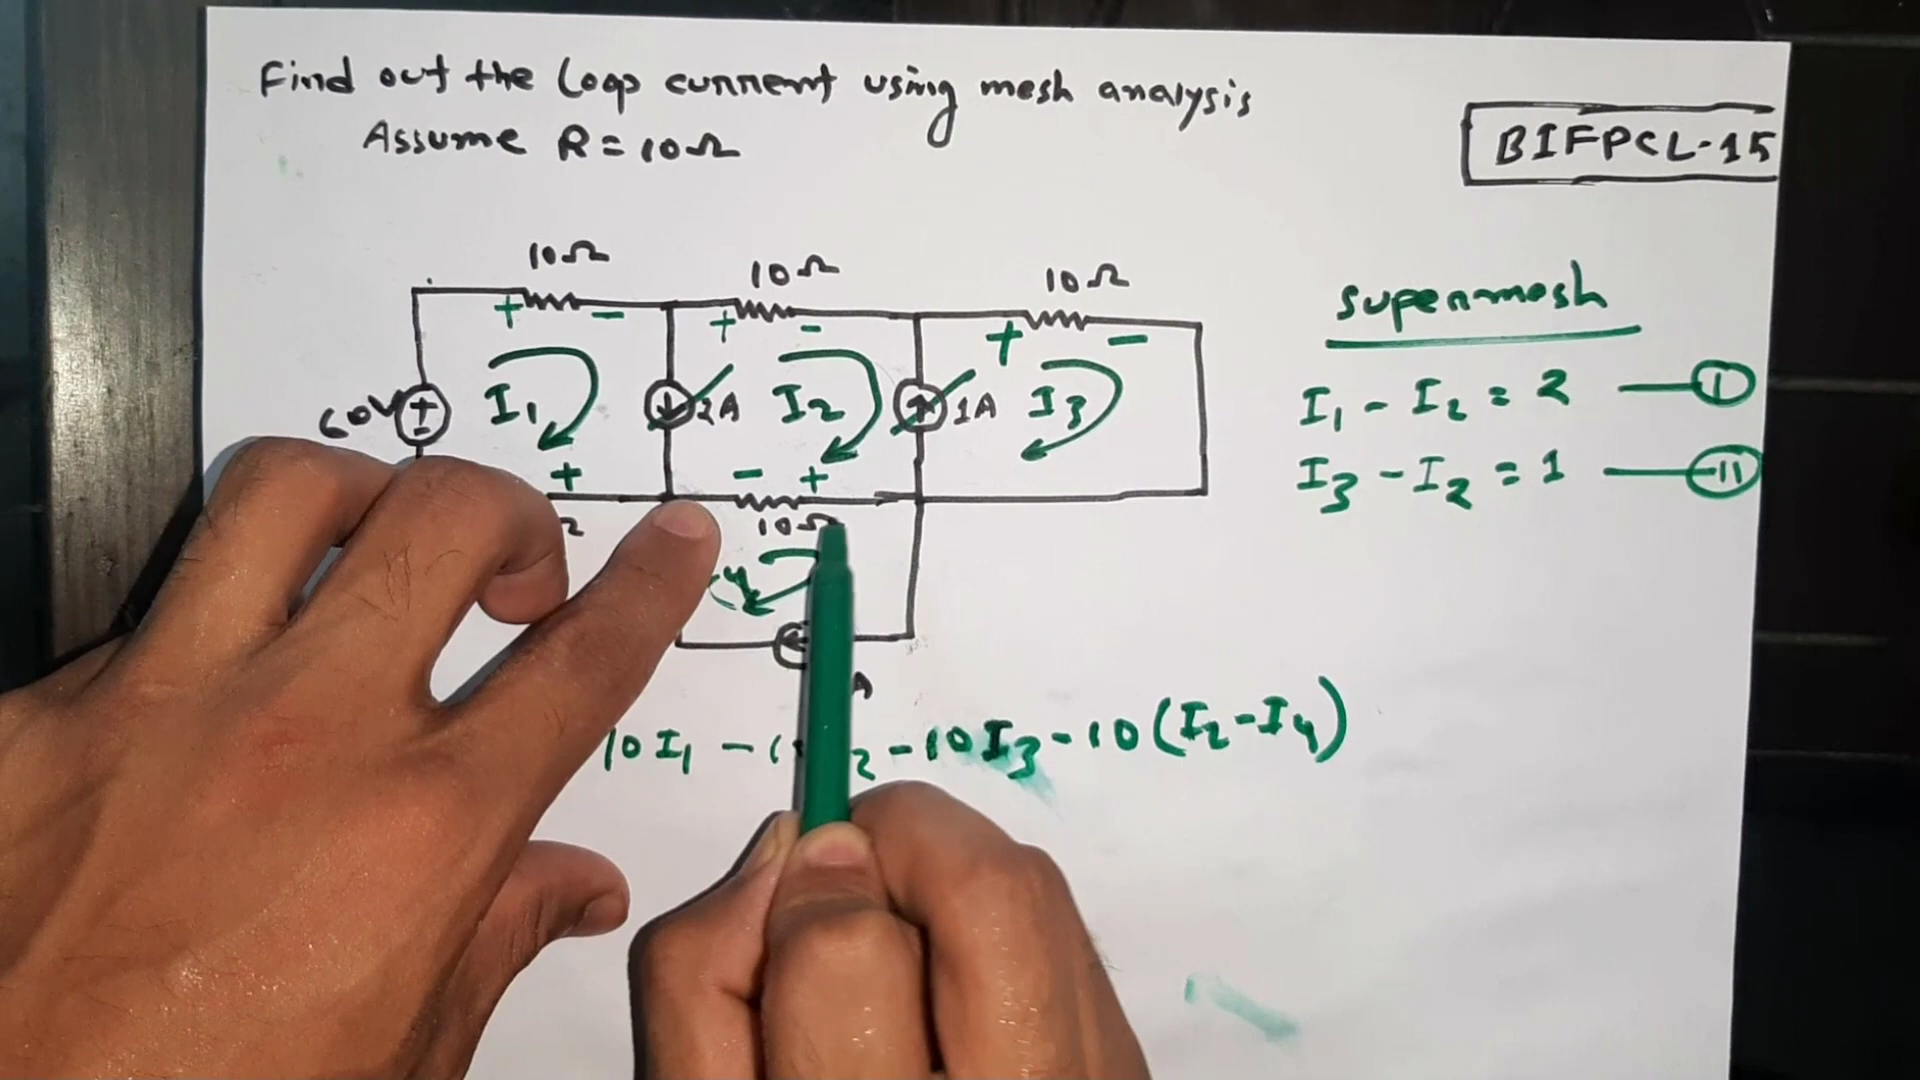 Find out the loop current using mesh analysis
Assume R = 10Ω
BIFPCL-15
10Ω
10Ω
10Ω
+ - + - + -
60V + - I₁ 2A I₂ 1A I₃
+ - +
10Ω
A
10I₁ - - 10I₃ - 10(I₂ - I₄)
Supermesh
I₁ - I₂ = 2 — I
I₃ - I₂ = 1 — II